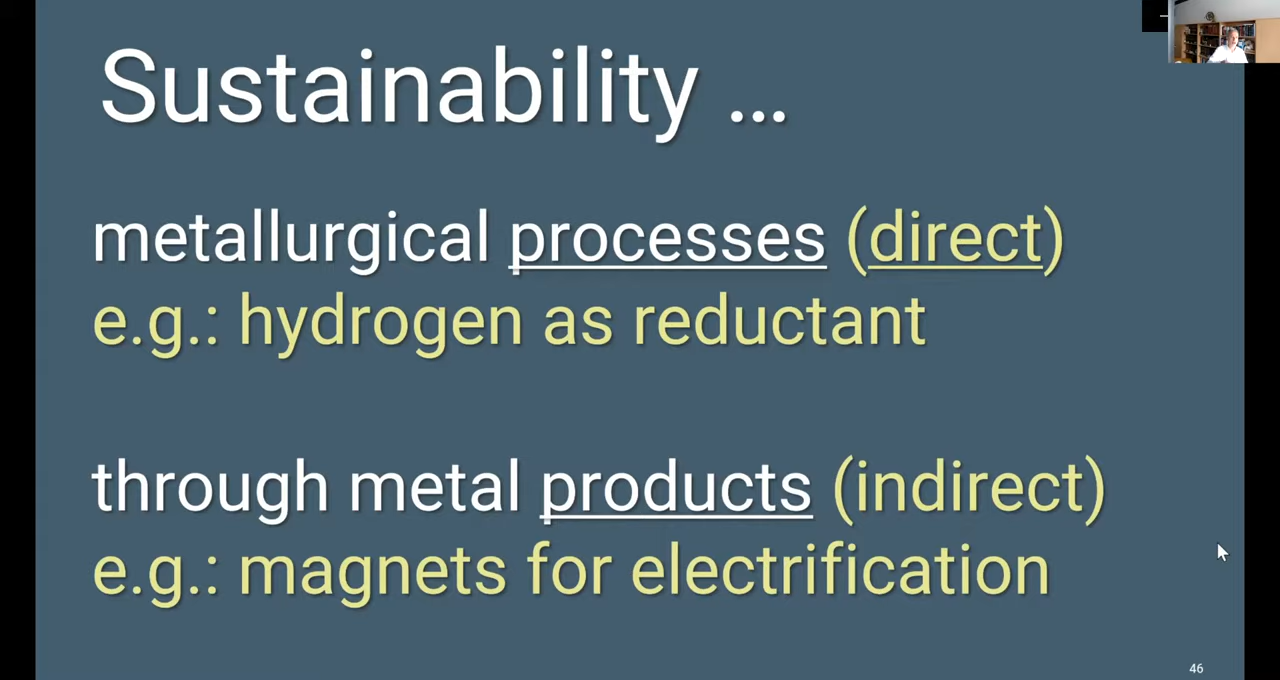 Sustainability ...
metallurgical processes (direct)
e.g.: hydrogen as reductant
through metal products (indirect)
e.g.: magnets for electrification
46